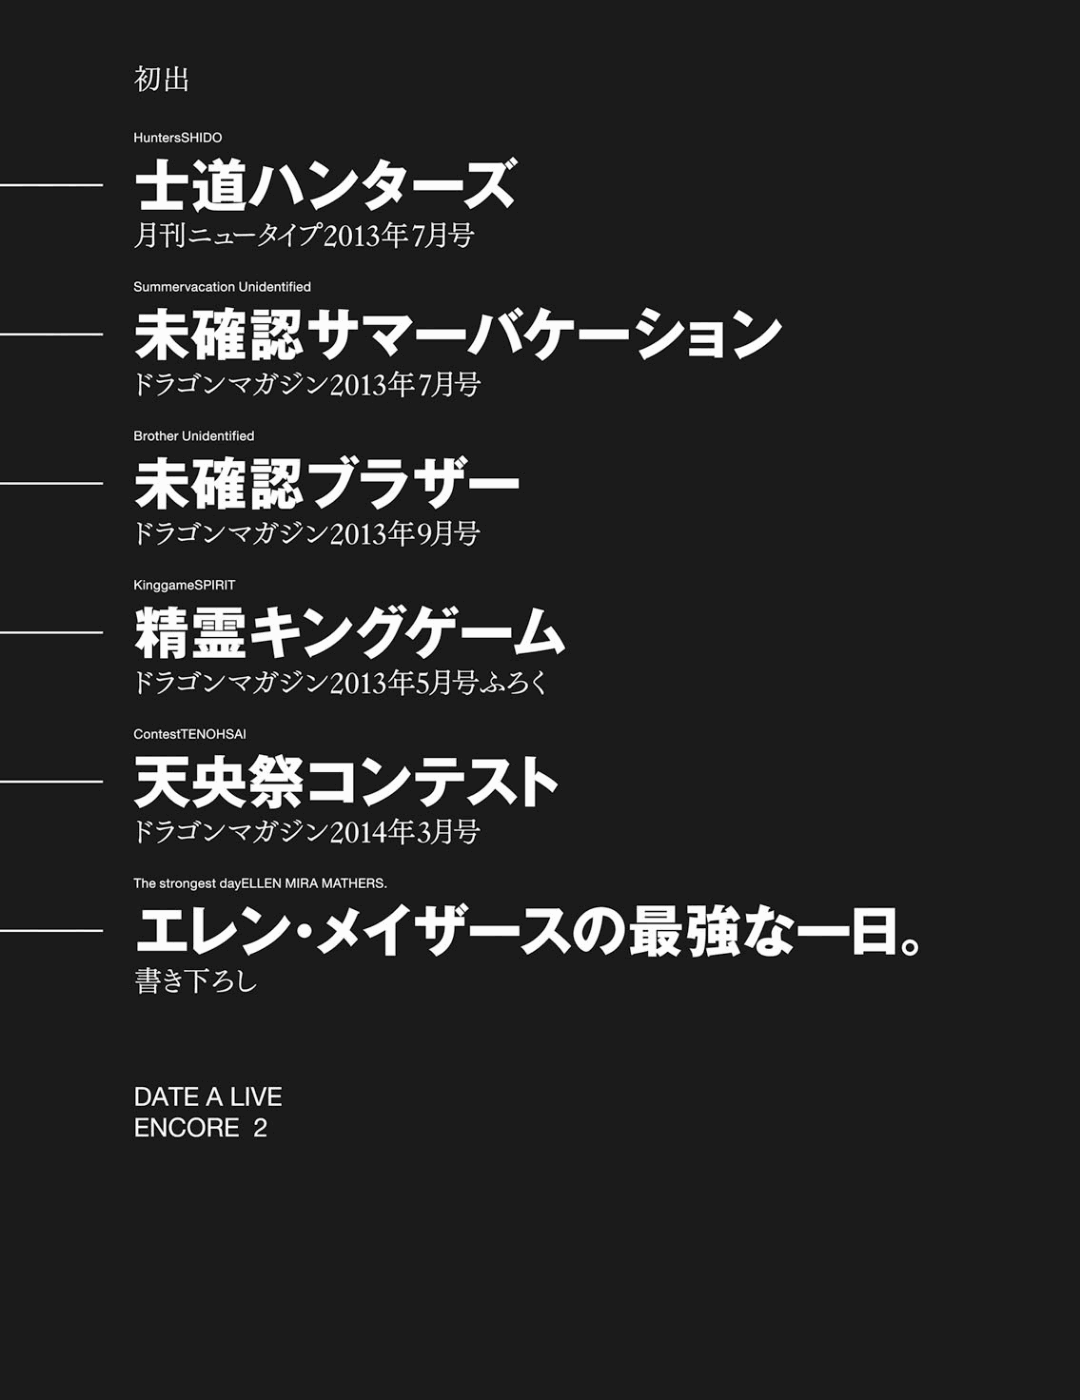 初出
HuntersSHIDO
士道ハンターズ
月刊ニュータイプ2013年7月号
Summervacation Unidentified
未確認サマーバケーション
ドラゴンマガジン2013年7月号
Brother Unidentified
未確認ブラザー
ドラゴンマガジン2013年9月号
KinggameSPIRIT
精霊キングゲーム
ドラゴンマガジン2013年5月号ふろく
ContestTENOHSAI
天央祭コンテスト
ドラゴンマガジン2014年3月号
The strongest dayELLEN MIRA MATHERS.
エレン・メイザースの最強な一日。
書き下ろし
DATE A LIVE
ENCORE 2